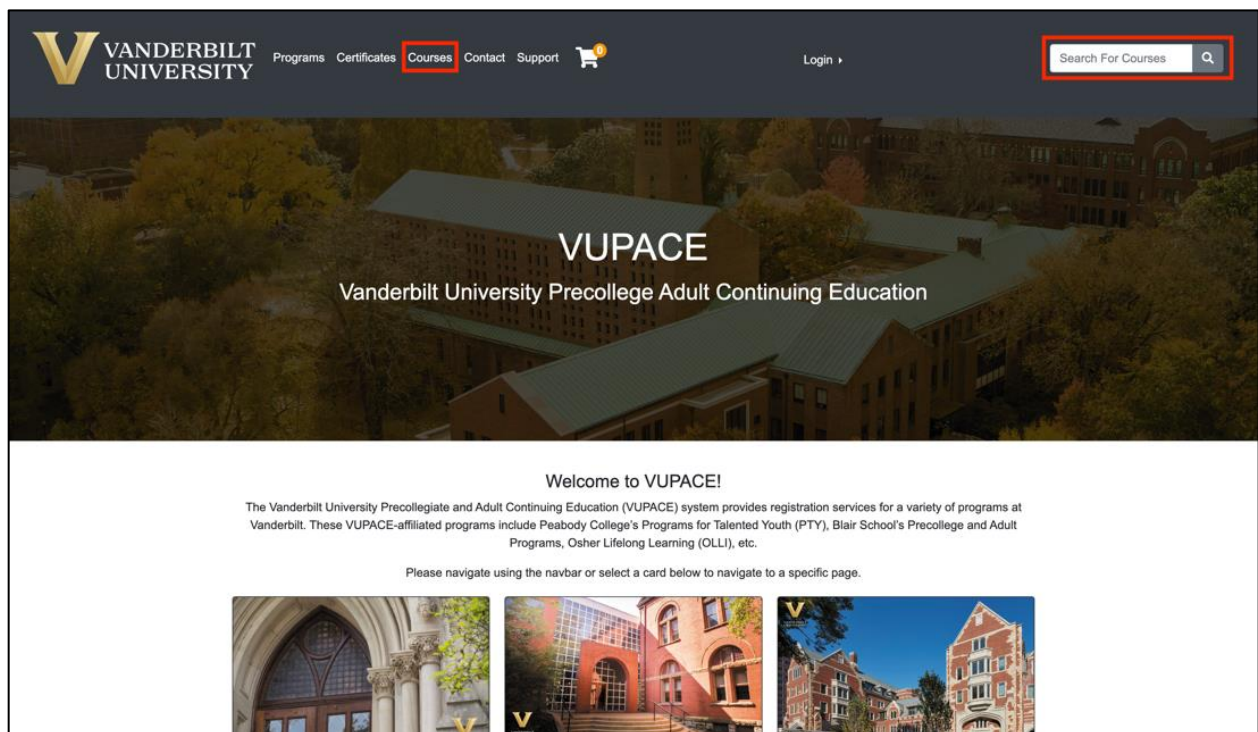 VANDERBILT
UNIVERSITY
Programs Certificates Courses Contact Support 0 Login Search For Courses
VUPACE
Vanderbilt University Precollege Adult Continuing Education
Welcome to VUPACE!
The Vanderbilt University Precollegiate and Adult Continuing Education (VUPACE) system provides registration services for a variety of programs at
Vanderbilt. These VUPACE-affiliated programs include Peabody College's Programs for Talented Youth (PTY), Blair School's Precollege and Adult
Programs, Osher Lifelong Learning (OLLI), etc.
Please navigate using the navbar or select a card below to navigate to a specific page.